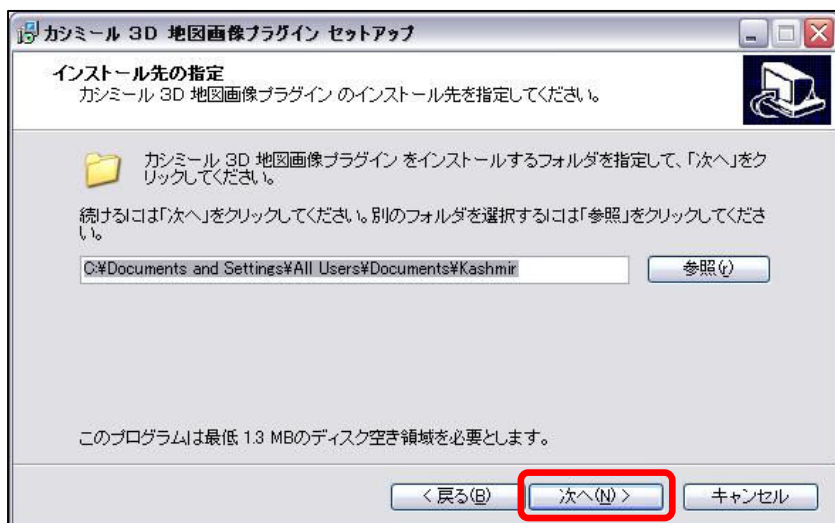 カシミール 3D 地図画像プラグイン セットアップ
インストール先の指定
カシミール 3D 地図画像プラグイン のインストール先を指定してください。
カシミール 3D 地図画像プラグイン をインストールするフォルダを指定して、「次へ」をク
リックしてください。
続けるには「次へ」をクリックしてください。別のフォルダを選択するには「参照」をクリックしてくださ
い。
C:¥Documents and Settings¥All Users¥Documents¥Kashmir
参照(r)
このプログラムは最低 1.3 MBのディスク空き領域を必要とします。
< 戻る(B)
次へ(N) >
キャンセル